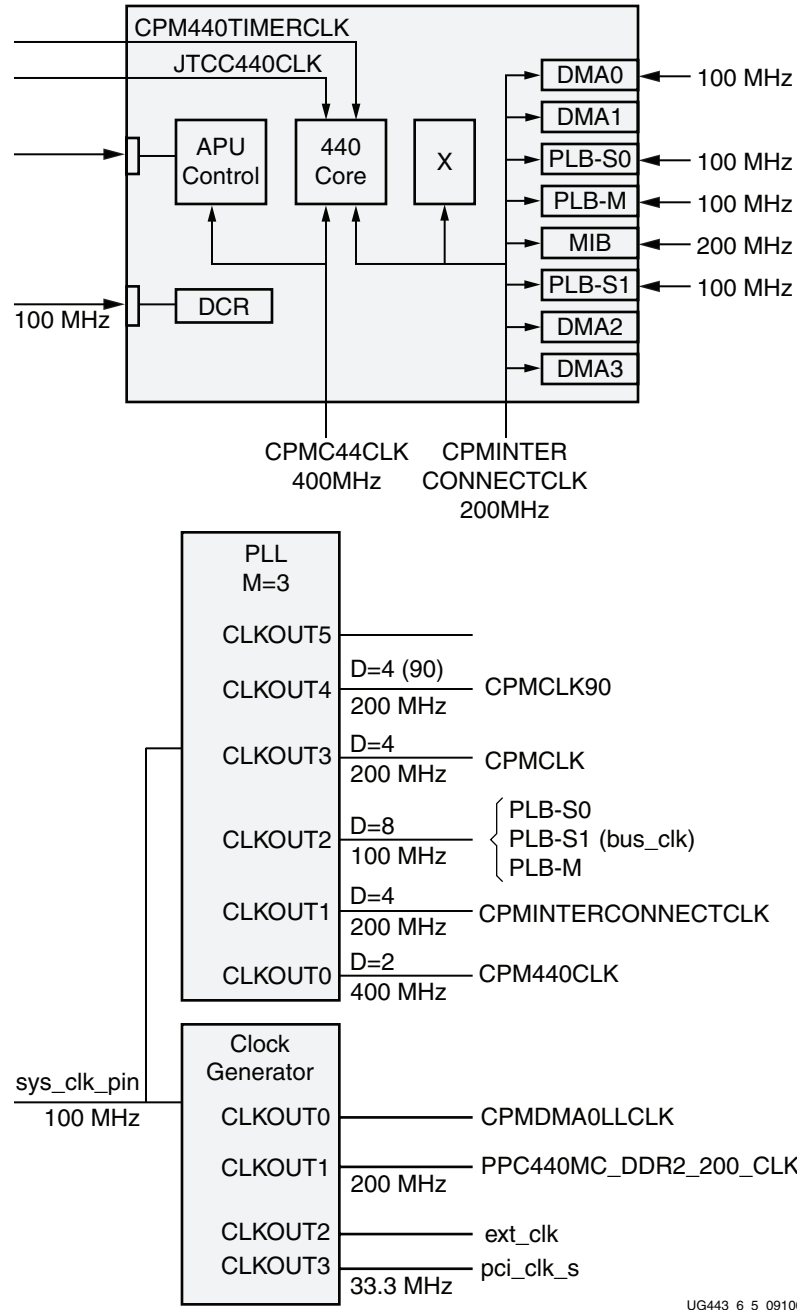 CPM440TIMERCLK
JTCC440CLK
APU
Control
440
Core
X
DMA0
100 MHz
DMA1
PLB-S0
100 MHz
PLB-M
100 MHz
MIB
200 MHz
PLB-S1
100 MHz
DMA2
DMA3
100 MHz
DCR
CPMC44CLK
400MHz
CPMINTER
CONNECTCLK
200MHz
PLL
M=3
CLKOUT5
CLKOUT4
D=4 (90)
200 MHz
CPMCLK90
CLKOUT3
D=4
200 MHz
CPMCLK
CLKOUT2
D=8
100 MHz
PLB-S0
PLB-S1 (bus_clk)
PLB-M
CLKOUT1
D=4
200 MHz
CPMINTERCONNECTCLK
CLKOUT0
D=2
400 MHz
CPM440CLK
sys_clk_pin
100 MHz
Clock
Generator
CLKOUT0
CPMDMA0LLCLK
CLKOUT1
200 MHz
PPC440MC_DDR2_200_CLK
CLKOUT2
ext_clk
CLKOUT3
33.3 MHz
pci_clk_s
UG443_6_5_0910